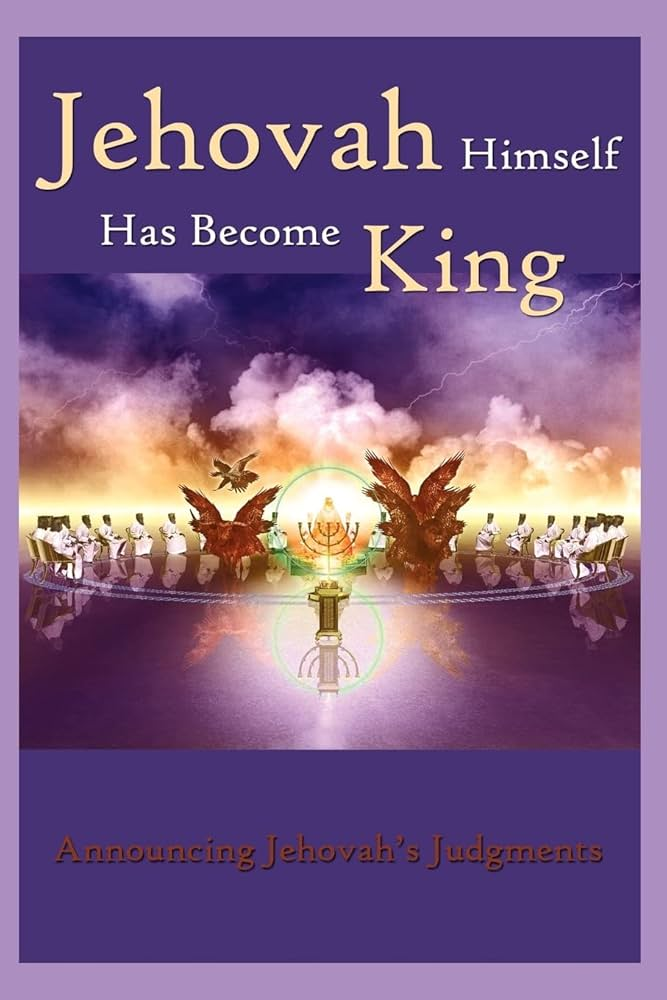 Jehovah Himself
Has Become King
Announcing Jehovah's Judgments